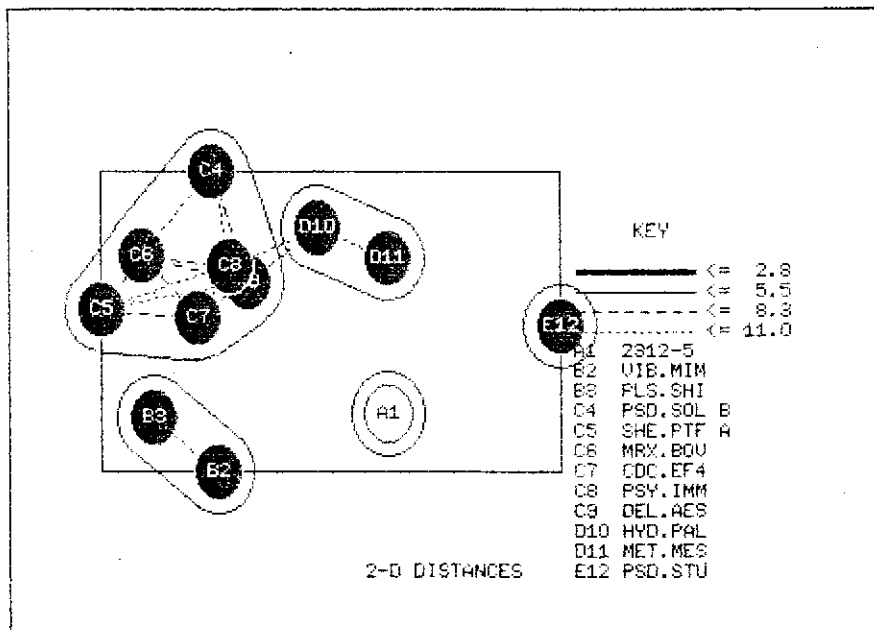 C4
D10
KEY
C6
C8
D11
<= 2.8
C5
<= 5.5
C7
E12
<= 8.3
<= 11.0
A1 2312-5
B2 VIB.MIM
B3
B3 PLS.SHI
A1
C4 PSD.SOL B
C5 SHE.PTF A
C6 MRX.BOV
B2
C7 CDC.EF4
C8 PSY.IMM
C9 DEL.AES
D10 HYD.PAL
D11 MET.MES
2-D DISTANCES
E12 PSD.STU